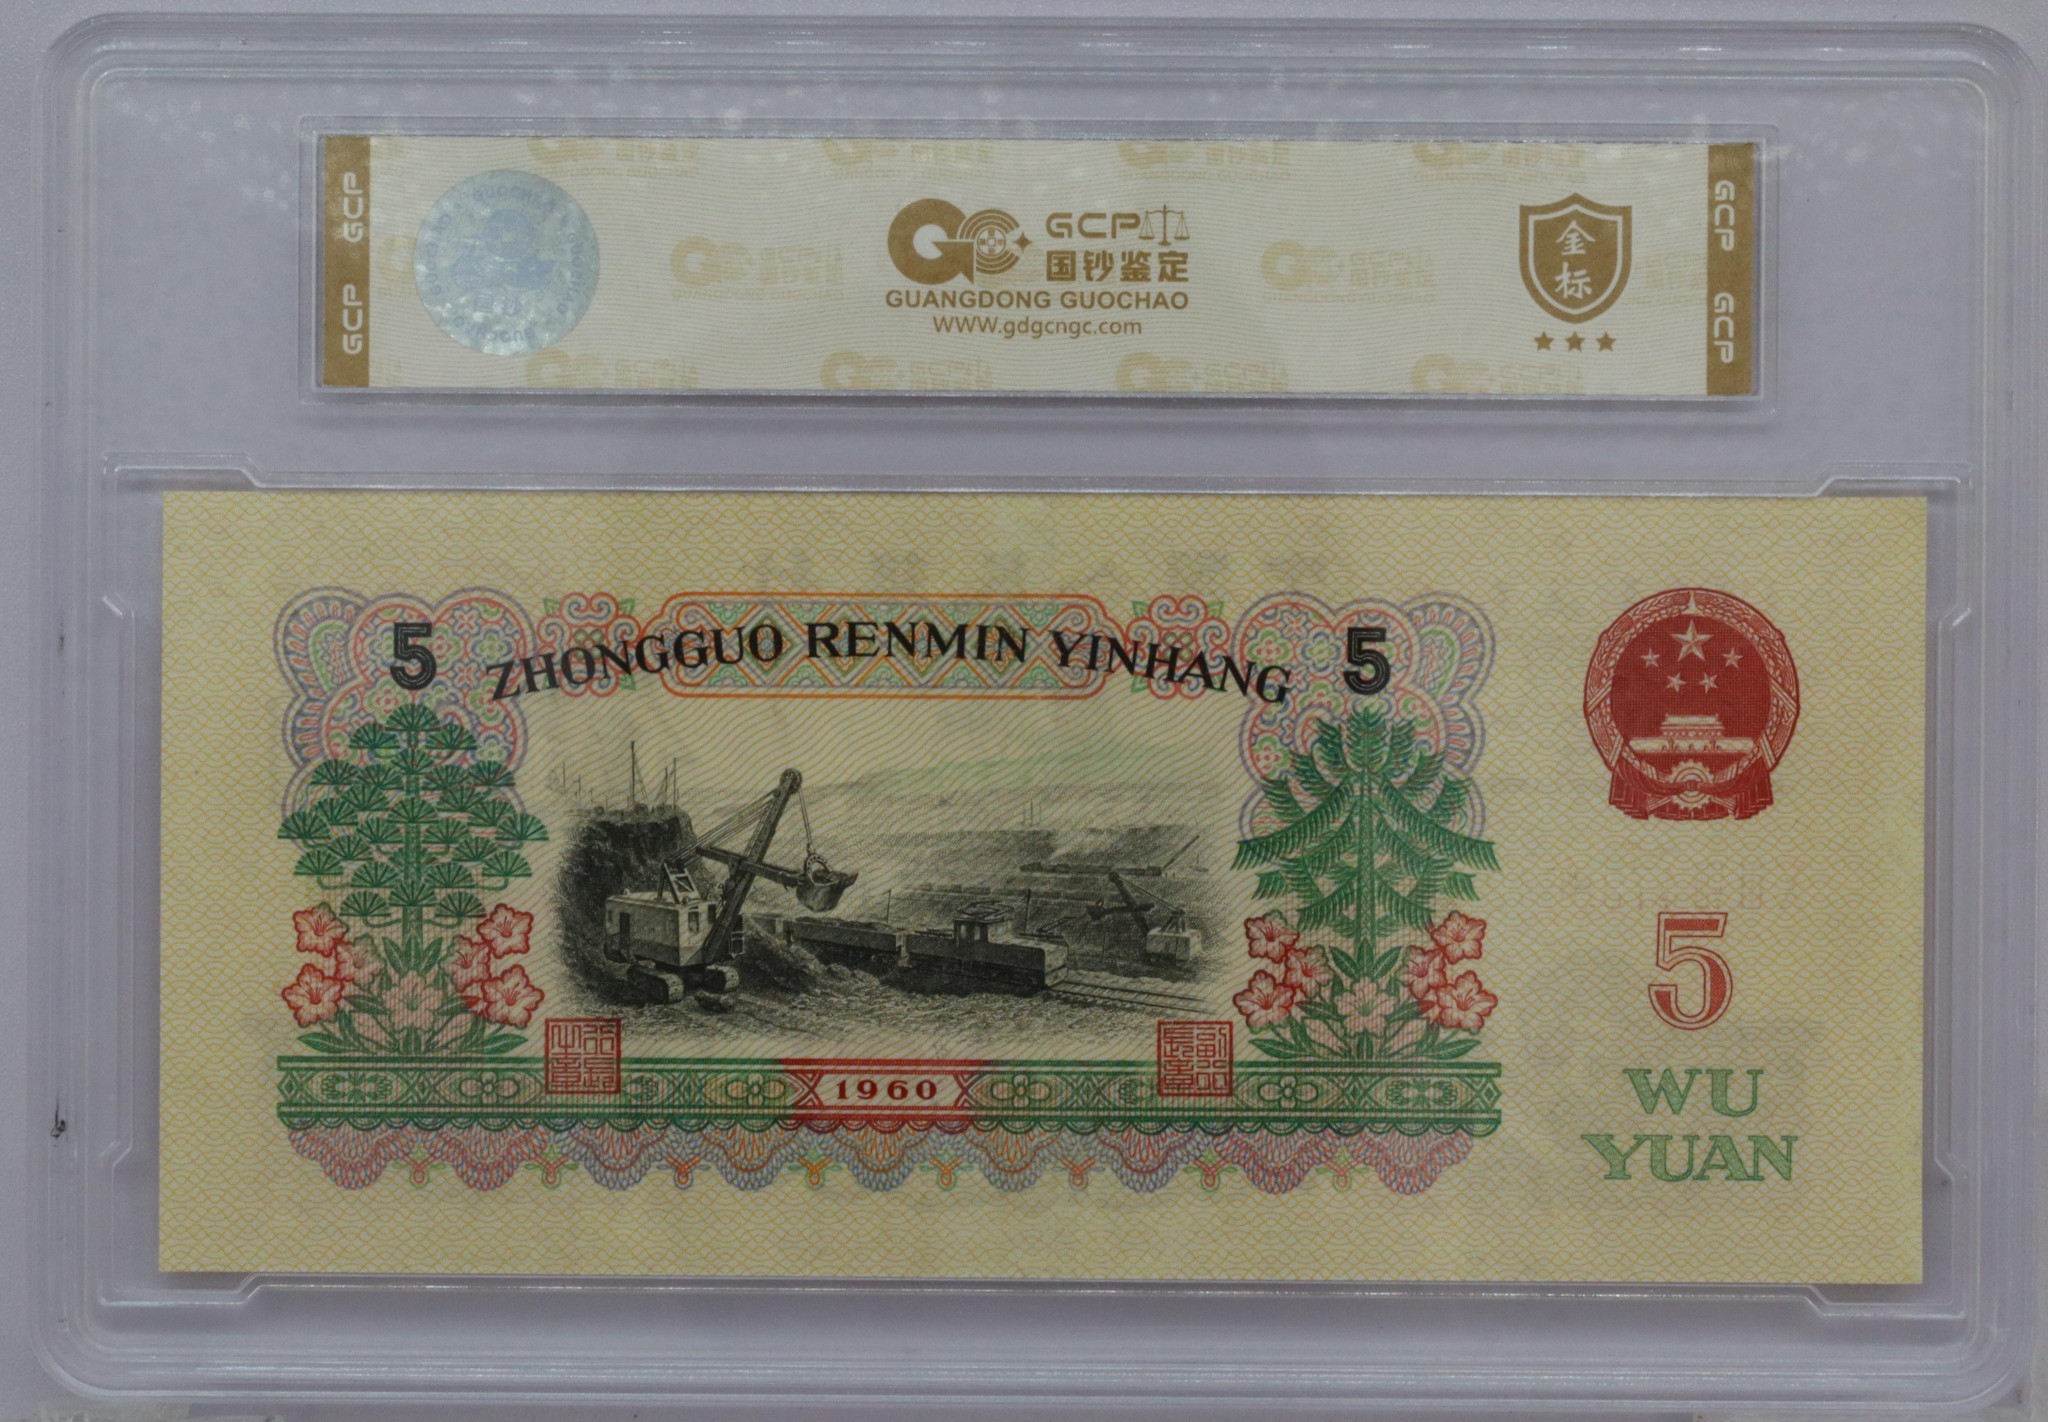 GCP GCP
GCP
国钞鉴定
GUANGDONG GUOCHAO
WWW.gdgcngc.com
金
标
GCP GCP
5 ZHONGGUO RENMIN YINHANG 5
1960
5
WU
YUAN